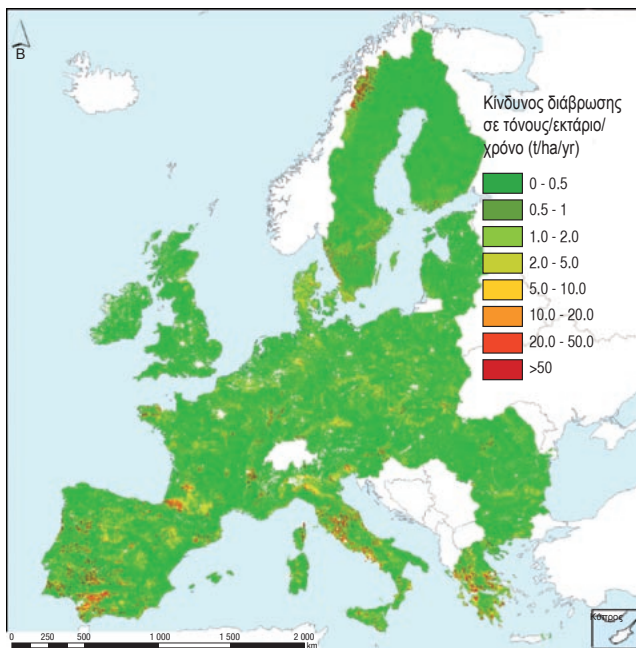 Β
Κίνδυνος διάβρωσης
σε τόνους/εκτάριο/
χρόνο (t/ha/yr)
0 - 0.5
0.5 - 1
1.0 - 2.0
2.0 - 5.0
5.0 - 10.0
10.0 - 20.0
20.0 - 50.0
>50
Κύπρος
0 250 500 1 000 1 500 2 000
km